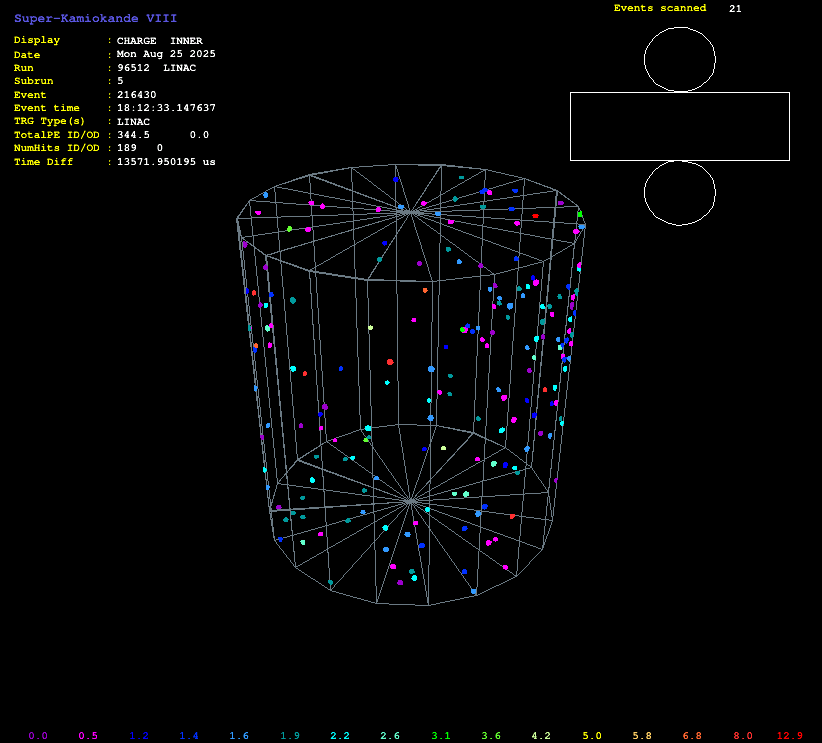 Super-Kamiokande VIII
Events scanned 21
Display : CHARGE INNER
Date : Mon Aug 25 2025
Run : 96512 LINAC
Subrun : 5
Event : 216430
Event time : 18:12:33.147637
TRG Type(s) : LINAC
TotalPE ID/OD : 344.5 0.0
NumHits ID/OD : 189 0
Time Diff : 13571.950195 us
0.0 0.5 1.2 1.4 1.6 1.9 2.2 2.6 3.1 3.6 4.2 5.0 5.8 6.8 8.0 12.9